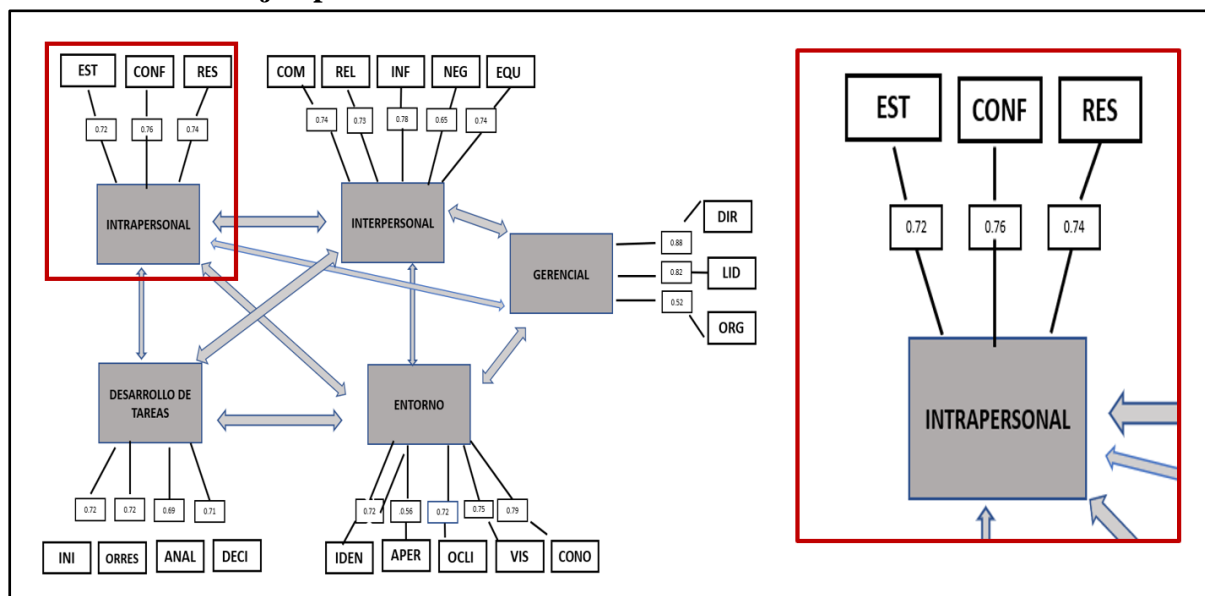 EST CONF RES COM REL INF NEG EQU
0.72 0.76 0.74 0.74 0.73 0.78 0.65 0.74
INTRAPERSONAL INTERPERSONAL
GERENCIAL
0.88 DIR
0.82 LID
0.52 ORG
DESARROLLO DE
TAREAS
ENTORNO
0.72 0.72 0.69 0.71 0.72 .056 0.72 0.75 0.79
INI ORRES ANAL DECI IDEN APER OCLI VIS CONO
EST CONF RES
0.72 0.76 0.74
INTRAPERSONAL